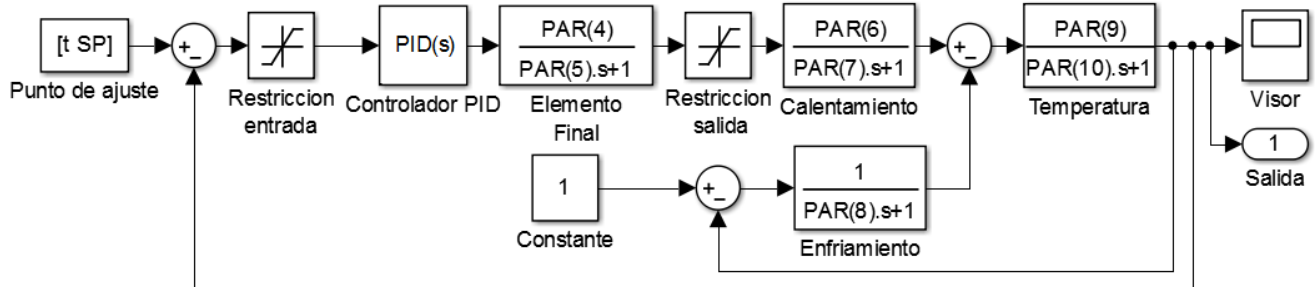 [t SP]
Punto de ajuste
+
−
Restriccion
entrada
PID(s)
Controlador PID
PAR(4)
PAR(5).s+1
Elemento
Final
Restriccion
salida
PAR(6)
PAR(7).s+1
Calentamiento
+
−
PAR(9)
PAR(10).s+1
Temperatura
Visor
1
Salida
1
Constante
+
−
1
PAR(8).s+1
Enfriamiento